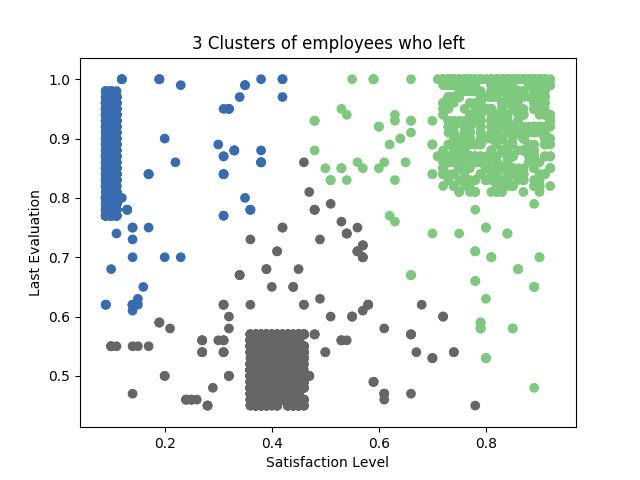 3 Clusters of employees who left
1.0
0.9
0.8
0.7
0.6
0.5
Last Evaluation
0.2 0.4 0.6 0.8
Satisfaction Level